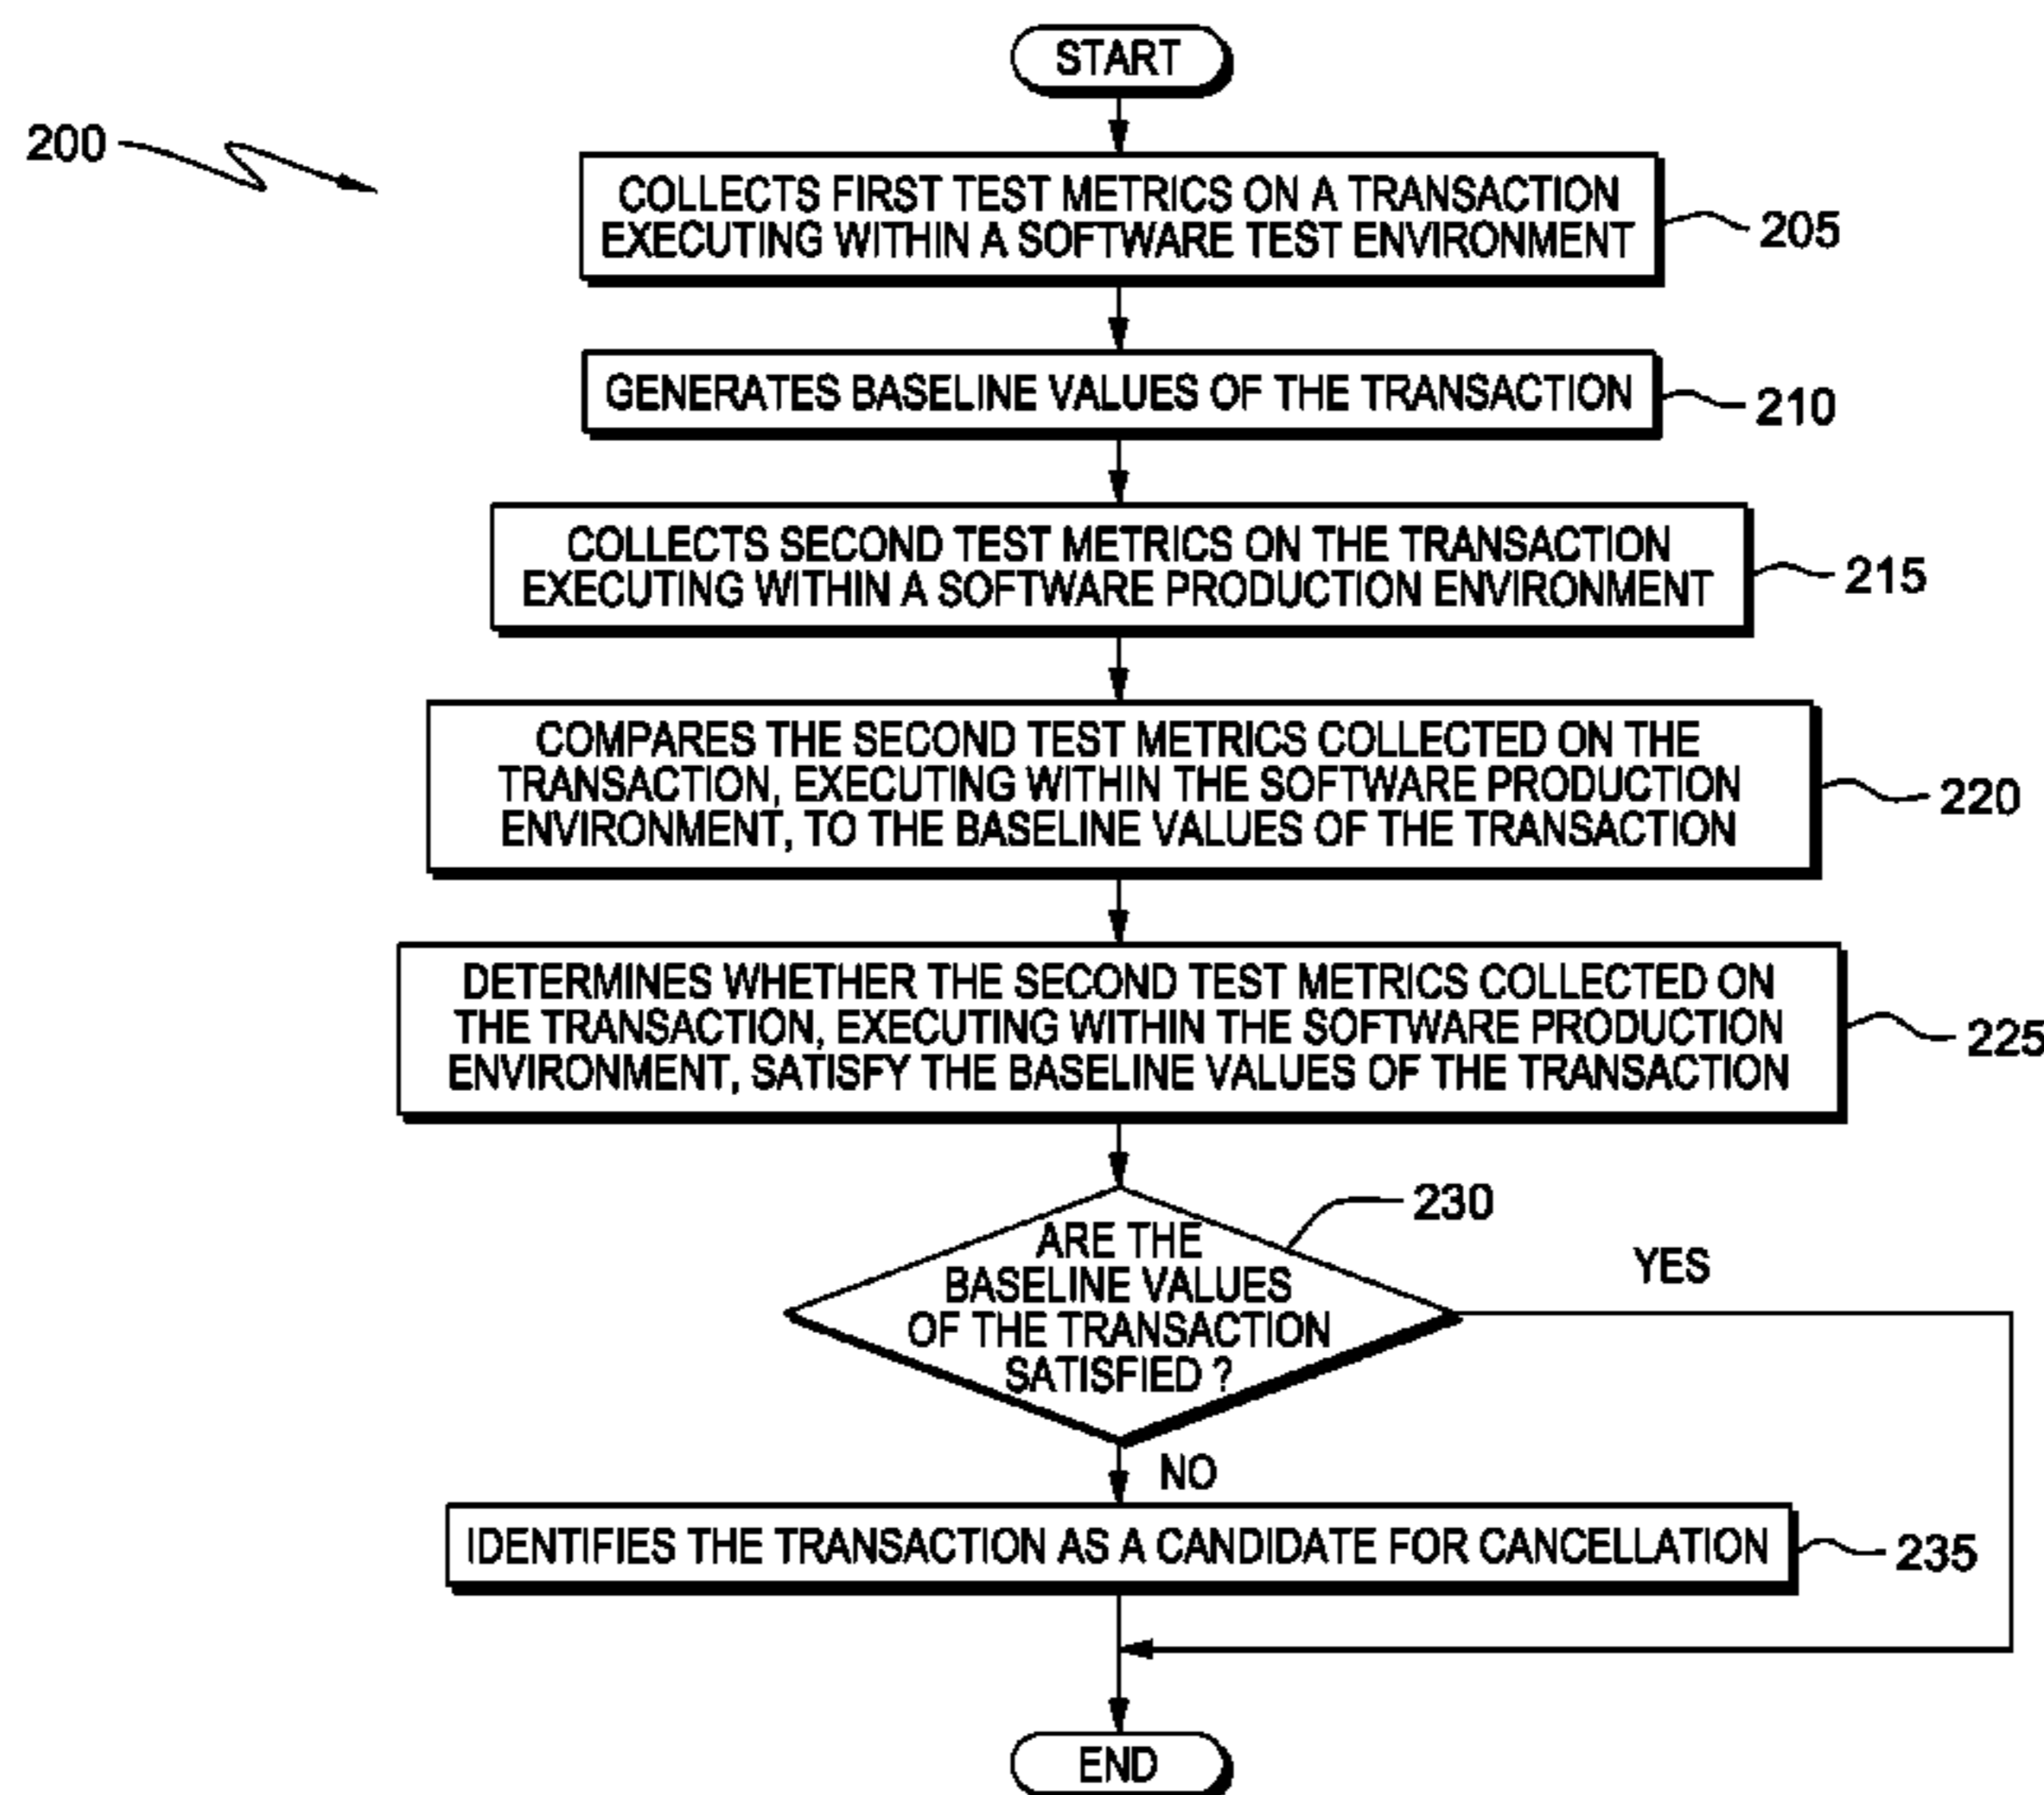 START
200
COLLECTS FIRST TEST METRICS ON A TRANSACTION
EXECUTING WITHIN A SOFTWARE TEST ENVIRONMENT
205
GENERATES BASELINE VALUES OF THE TRANSACTION
210
COLLECTS SECOND TEST METRICS ON THE TRANSACTION
EXECUTING WITHIN A SOFTWARE PRODUCTION ENVIRONMENT
215
COMPARES THE SECOND TEST METRICS COLLECTED ON THE
TRANSACTION, EXECUTING WITHIN THE SOFTWARE PRODUCTION
ENVIRONMENT, TO THE BASELINE VALUES OF THE TRANSACTION
220
DETERMINES WHETHER THE SECOND TEST METRICS COLLECTED ON
THE TRANSACTION, EXECUTING WITHIN THE SOFTWARE PRODUCTION
ENVIRONMENT, SATISFY THE BASELINE VALUES OF THE TRANSACTION
225
230
ARE THE
BASELINE VALUES
OF THE TRANSACTION
SATISFIED ?
YES
NO
IDENTIFIES THE TRANSACTION AS A CANDIDATE FOR CANCELLATION
235
END